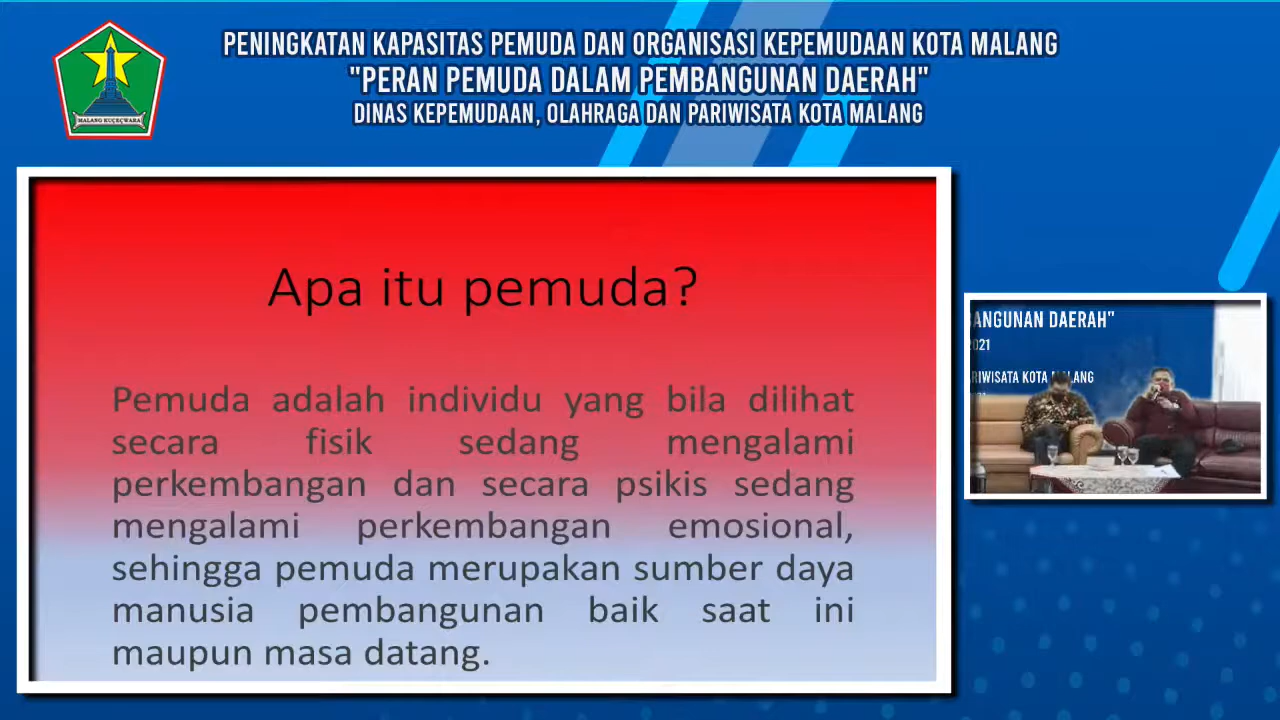 PENINGKATAN KAPASITAS PEMUDA DAN ORGANISASI KEPEMUDAAN KOTA MALANG
"PERAN PEMUDA DALAM PEMBANGUNAN DAERAH"
DINAS KEPEMUDAAN, OLAHRAGA DAN PARIWISATA KOTA MALANG
MALANG KUÇEÇWARA
Apa itu pemuda?
Pemuda adalah individu yang bila dilihat
secara fisik sedang mengalami
perkembangan dan secara psikis sedang
mengalami perkembangan emosional,
sehingga pemuda merupakan sumber daya
manusia pembangunan baik saat ini
maupun masa datang.
BANGUNAN DAERAH"
2021
ARIWISATA KOTA MALANG